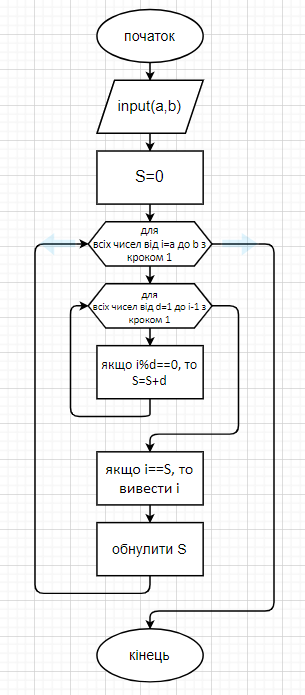 початок
input(a,b)
S=0
для
всіх чисел від i=a до b з
кроком 1
для
всіх чисел від d=1 до i-1 з
кроком 1
якщо i%d==0, то
S=S+d
якщо i==S, то
вивести i
обнулити S
кінець